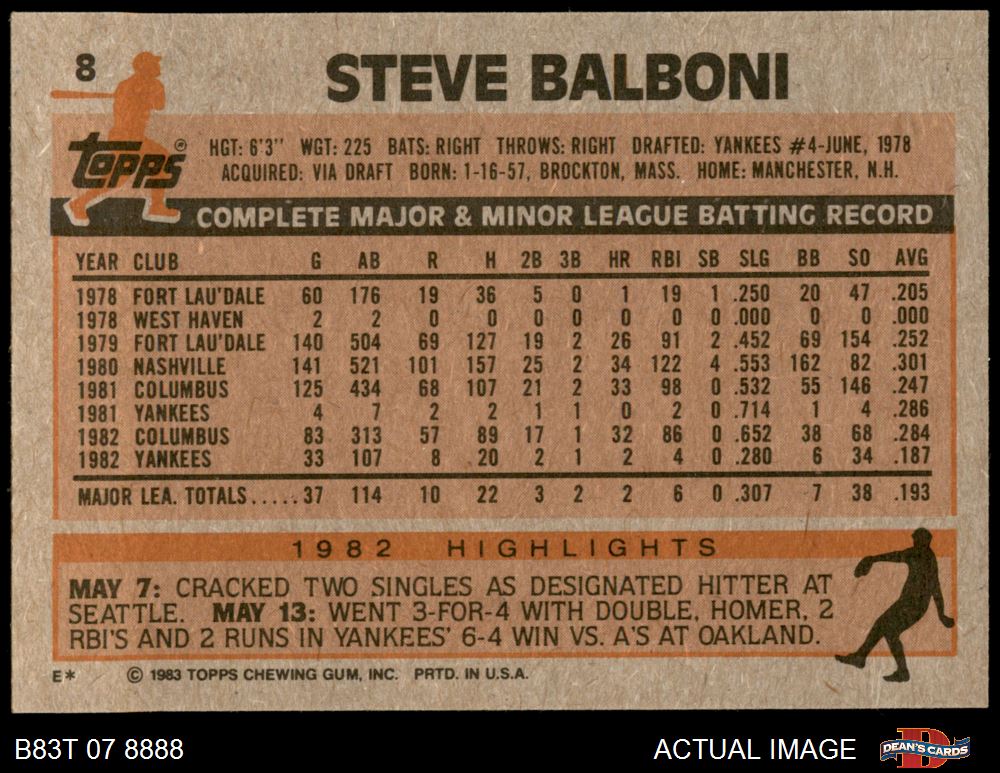 8
STEVE BALBONI
Topps®
HGT: 6'3" WGT: 225 BATS: RIGHT THROWS: RIGHT DRAFTED: YANKEES #4-JUNE, 1978
ACQUIRED: VIA DRAFT BORN: 1-16-57, BROCKTON, MASS. HOME: MANCHESTER, N.H.
COMPLETE MAJOR & MINOR LEAGUE BATTING RECORD
YEAR CLUB G AB R H 2B 3B HR RBI SB SLG BB SO AVG
1978 FORT LAU'DALE 60 176 19 36 5 0 1 19 1 .250 20 47 .205
1978 WEST HAVEN 2 2 0 0 0 0 0 0 0 .000 0 0 .000
1979 FORT LAU'DALE 140 504 69 127 19 2 26 91 2 .452 69 154 .252
1980 NASHVILLE 141 521 101 157 25 2 34 122 4 .553 162 82 .301
1981 COLUMBUS 125 434 68 107 21 2 33 98 0 .532 55 146 .247
1981 YANKEES 4 7 2 2 1 1 0 2 0 .714 1 4 .286
1982 COLUMBUS 83 313 57 89 17 1 32 86 0 .652 38 68 .284
1982 YANKEES 33 107 8 20 2 1 2 4 0 .280 6 34 .187
MAJOR LEA. TOTALS.....37 114 10 22 3 2 2 6 0 .307 7 38 .193
1982 HIGHLIGHTS
MAY 7: CRACKED TWO SINGLES AS DESIGNATED HITTER AT
SEATTLE. MAY 13: WENT 3-FOR-4 WITH DOUBLE, HOMER, 2
RBI'S AND 2 RUNS IN YANKEES' 6-4 WIN VS. A'S AT OAKLAND.
E* © 1983 TOPPS CHEWING GUM, INC. PRTD. IN U.S.A.
B83T 07 8888 ACTUAL IMAGE DEAN'S CARDS